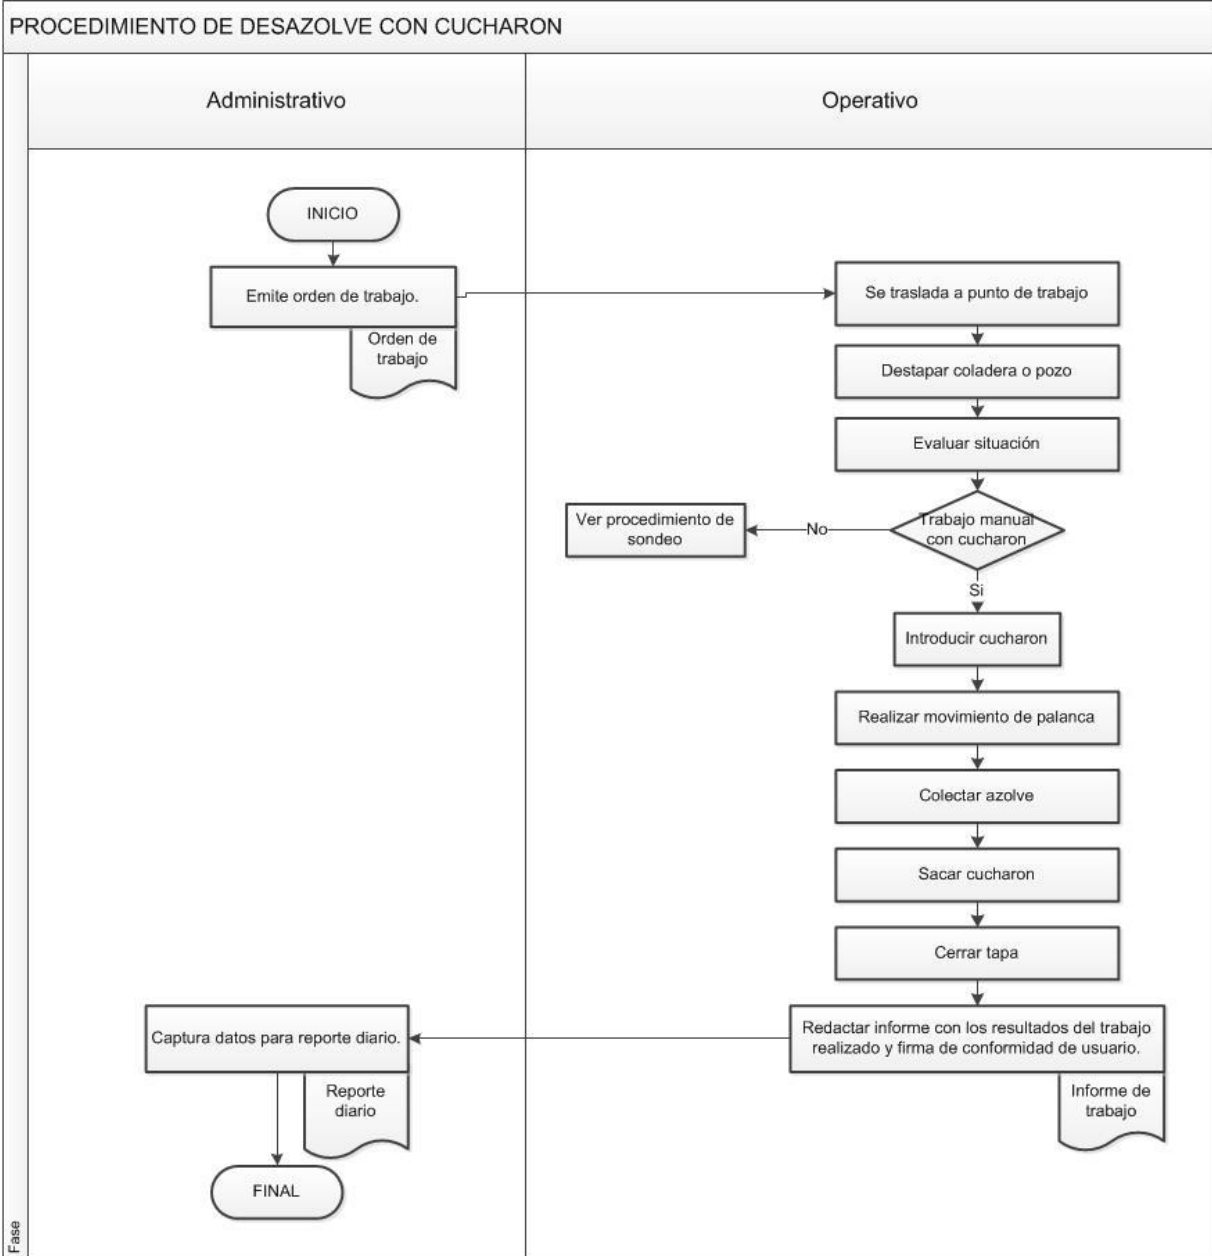 PROCEDIMIENTO DE DESAZOLVE CON CUCHARON
Administrativo
Operativo
INICIO
Emite orden de trabajo.
Orden de
trabajo
Se traslada a punto de trabajo
Destapar coladera o pozo
Evaluar situación
Trabajo manual
con cucharon
No
Ver procedimiento de
sondeo
Si
Introducir cucharon
Realizar movimiento de palanca
Colectar azolve
Sacar cucharon
Cerrar tapa
Redactar informe con los resultados del trabajo
realizado y firma de conformidad de usuario.
Informe de
trabajo
Captura datos para reporte diario.
Reporte
diario
FINAL
Fase